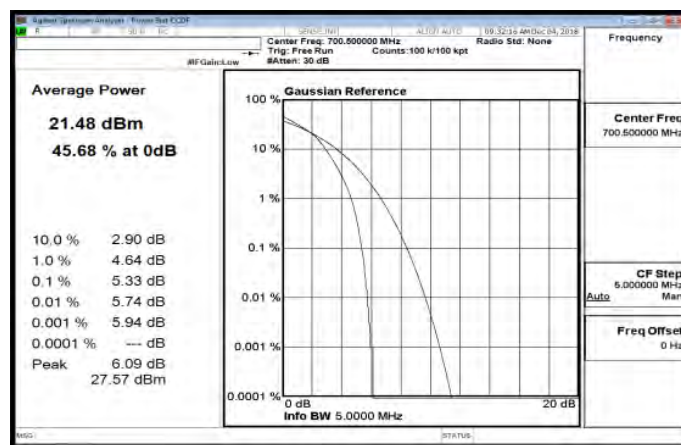 Agilent Spectrum Analyzer - Power Stat CCDF
SENSE:INT
ALIGN AUTO
09:32:16 AM Dec 04, 2018
Center Freq: 700.500000 MHz
Radio Std: None
Trig: Free Run
Counts:100 k/100 kpt
#IFGain:Low
#Atten: 30 dB
Frequency
Average Power
21.48 dBm
45.68 % at 0dB
10.0 % 2.90 dB
1.0 % 4.64 dB
0.1 % 5.33 dB
0.01 % 5.74 dB
0.001 % 5.94 dB
0.0001 % --- dB
Peak 6.09 dB
27.57 dBm
Gaussian Reference
100 %
10 %
1 %
0.1 %
0.01 %
0.001 %
0.0001 %
0 dB
20 dB
Info BW 5.0000 MHz
Center Freq
700.500000 MHz
CF Step
5.000000 MHz
Auto Man
Freq Offset
0 Hz
MSG
STATUS